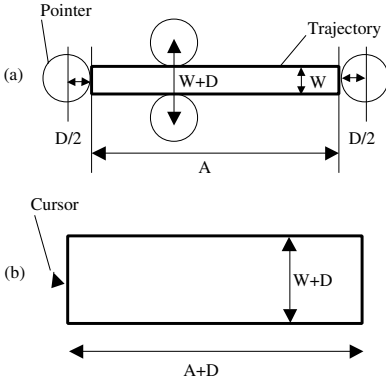 Pointer
Trajectory
(a)
W+D
W
D/2
D/2
A
Cursor
(b)
W+D
A+D